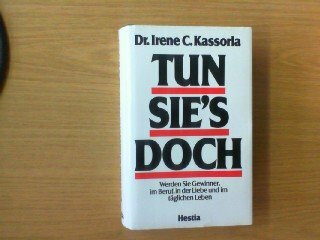 Dr. Irene C. Kassorla
TUN
SIE'S
DOCH
Werden Sie Gewinner,
im Beruf, in der Liebe und im
täglichen Leben
Hestia